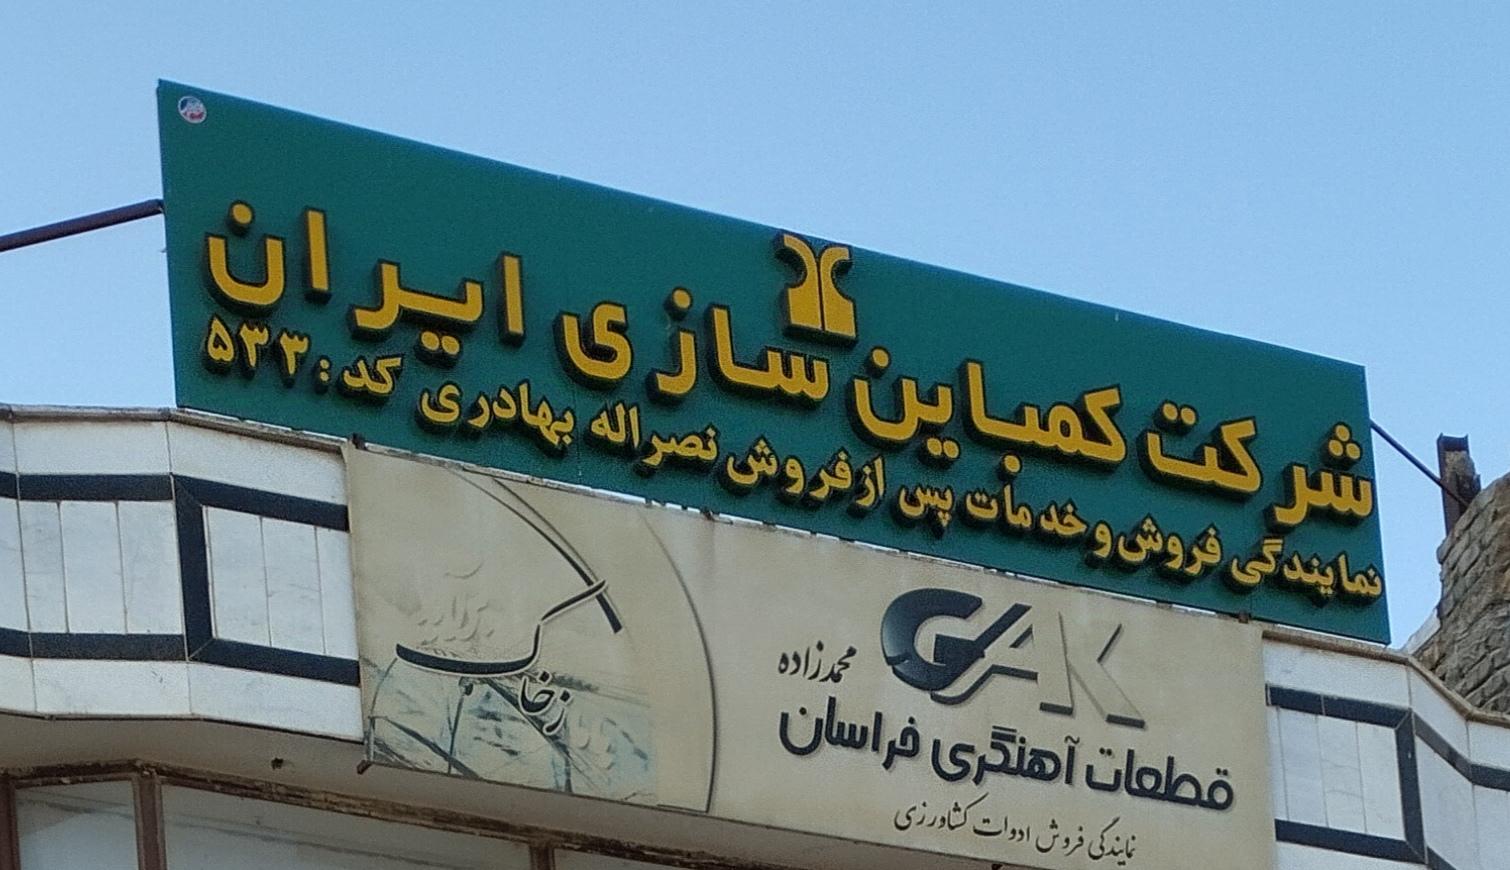 شرکت کمباین سازی ایران
نمایندگی فروش و خدمات پس از فروش نصراله بهادری کد : ۵۳۳
GAK
محمدزاده
قطعات آهنگری خراسان
نمایندگی فروش ادوات کشاورزی